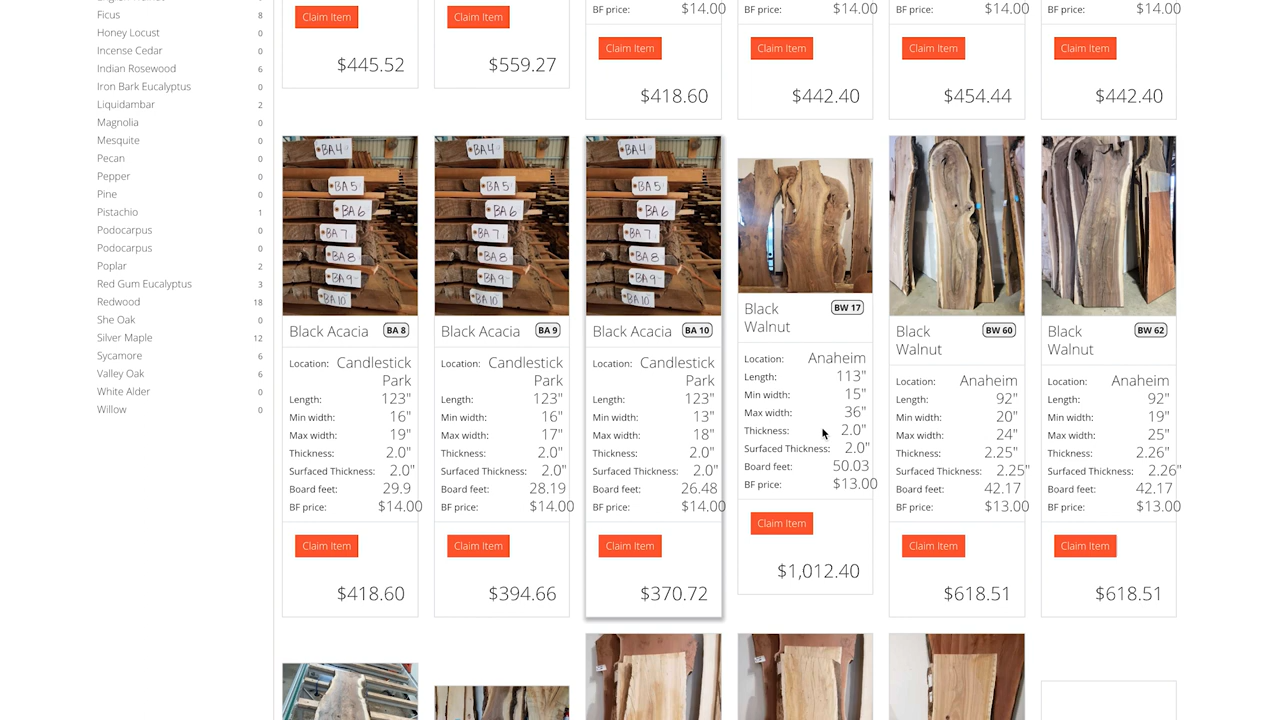 Ficus 8
Honey Locust 0
Incense Cedar 0
Indian Rosewood 6
Iron Bark Eucalyptus 0
Liquidambar 2
Magnolia 0
Mesquite 0
Pecan 0
Pepper 0
Pine 0
Pistachio 1
Podocarpus 0
Podocarpus 0
Poplar 2
Red Gum Eucalyptus 3
Redwood 18
She Oak 0
Silver Maple 12
Sycamore 6
Valley Oak 6
White Alder 0
Willow 0
Claim Item
$445.52
Claim Item
$559.27
BF price: $14.00
Claim Item
$418.60
BF price: $14.00
Claim Item
$442.40
BF price: $14.00
Claim Item
$454.44
BF price: $14.00
Claim Item
$442.40
BA4
BA5
BA6
BA7
BA8
BA9
BA10
Black Acacia BA 8
Location: Candlestick
Park
Length: 123"
Min width: 16"
Max width: 19"
Thickness: 2.0"
Surfaced Thickness: 2.0"
Board feet: 29.9
BF price: $14.00
Claim Item
$418.60
BA4
BA5
BA6
BA7
BA8
BA9
BA10
Black Acacia BA 9
Location: Candlestick
Park
Length: 123"
Min width: 16"
Max width: 17"
Thickness: 2.0"
Surfaced Thickness: 2.0"
Board feet: 28.19
BF price: $14.00
Claim Item
$394.66
BA4
BA5
BA6
BA7
BA8
BA9
BA10
Black Acacia BA 10
Location: Candlestick
Park
Length: 123"
Min width: 13"
Max width: 18"
Thickness: 2.0"
Surfaced Thickness: 2.0"
Board feet: 26.48
BF price: $14.00
Claim Item
$370.72
Black BW 17
Walnut
Location: Anaheim
Length: 113"
Min width: 15"
Max width: 36"
Thickness: 2.0"
Surfaced Thickness: 2.0"
Board feet: 50.03
BF price: $13.00
Claim Item
$1,012.40
Black BW 60
Walnut
Location: Anaheim
Length: 92"
Min width: 20"
Max width: 24"
Thickness: 2.25"
Surfaced Thickness: 2.25"
Board feet: 42.17
BF price: $13.00
Claim Item
$618.51
Black BW 62
Walnut
Location: Anaheim
Length: 92"
Min width: 19"
Max width: 25"
Thickness: 2.26"
Surfaced Thickness: 2.26"
Board feet: 42.17
BF price: $13.00
Claim Item
$618.51